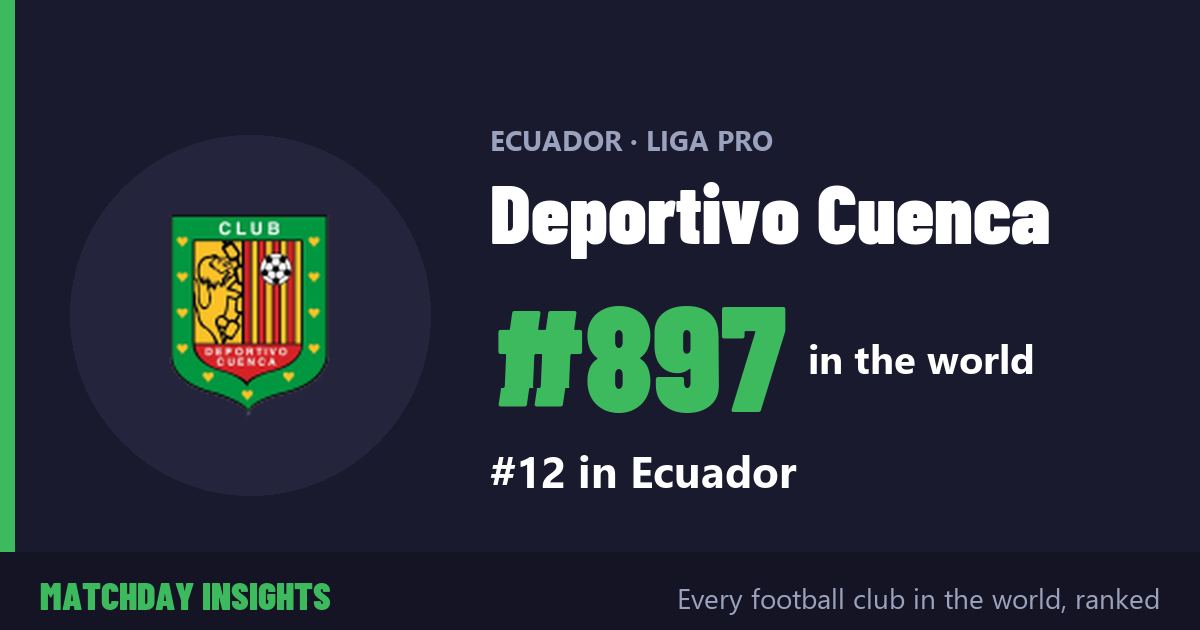 ECUADOR · LIGA PRO
Deportivo Cuenca
#897 in the world
#12 in Ecuador
CLUB
DEPORTIVO
CUENCA
MATCHDAY INSIGHTS
Every football club in the world, ranked